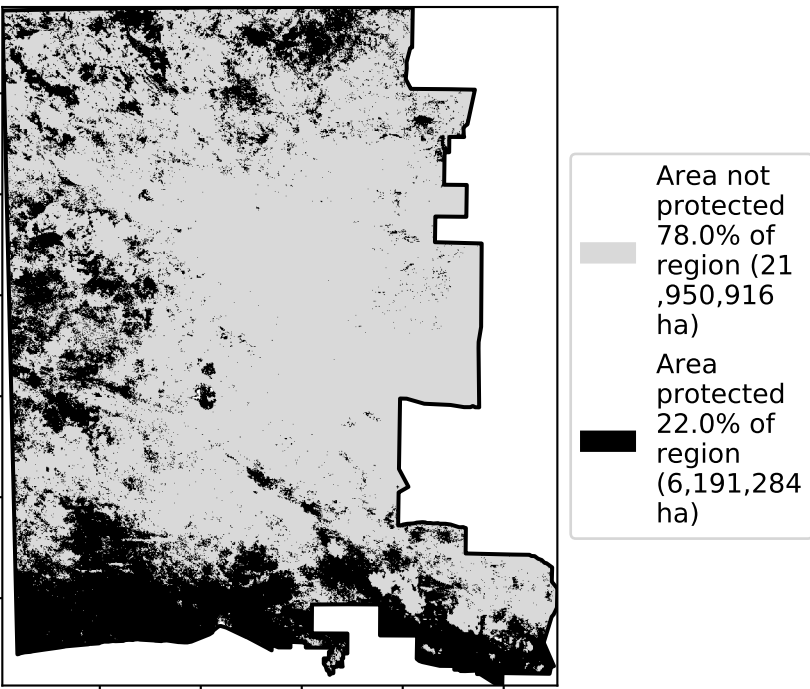 Area not
protected
78.0% of
region (21
,950,916
ha)
Area
protected
22.0% of
region
(6,191,284
ha)